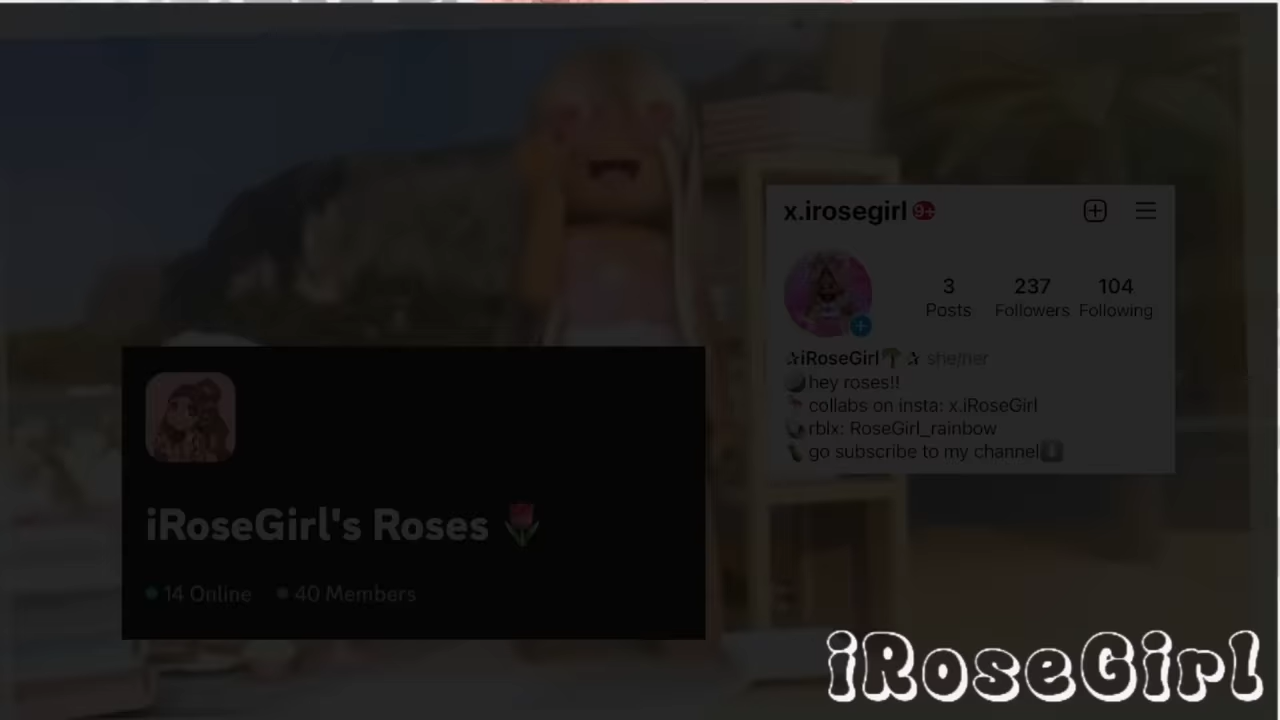 x.irosegirl 9+
3 237 104
Posts Followers Following
✰iRoseGirl🌴✰ she/her
hey roses!!
collabs on insta: x.iRoseGirl
rblx: RoseGirl_rainbow
go subscribe to my channel⬇️
iRoseGirl's Roses 🌷
14 Online 40 Members
iRoseGirl